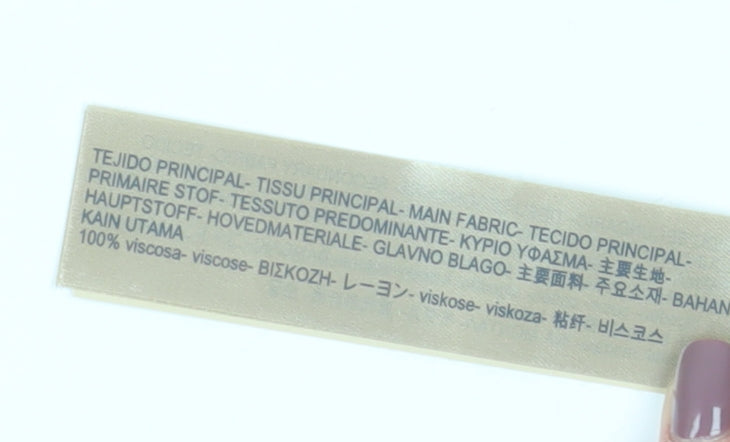 TEJIDO PRINCIPAL- TISSU PRINCIPAL- MAIN FABRIC- TECIDO PRINCIPAL-
PRIMAIRE STOF- TESSUTO PREDOMINANTE- ΚΥΡΙΟ ΥΦΑΣΜΑ- 主要生地-
HAUPTSTOFF- HOVEDMATERIALE- GLAVNO BLAGO- 主要面料- 주요소재- BAHAN
KAIN UTAMA
100% viscosa- viscose- ΒΙΣΚΟΖΗ- レーヨン- viskose- viskoza- 粘纤- 비스코스